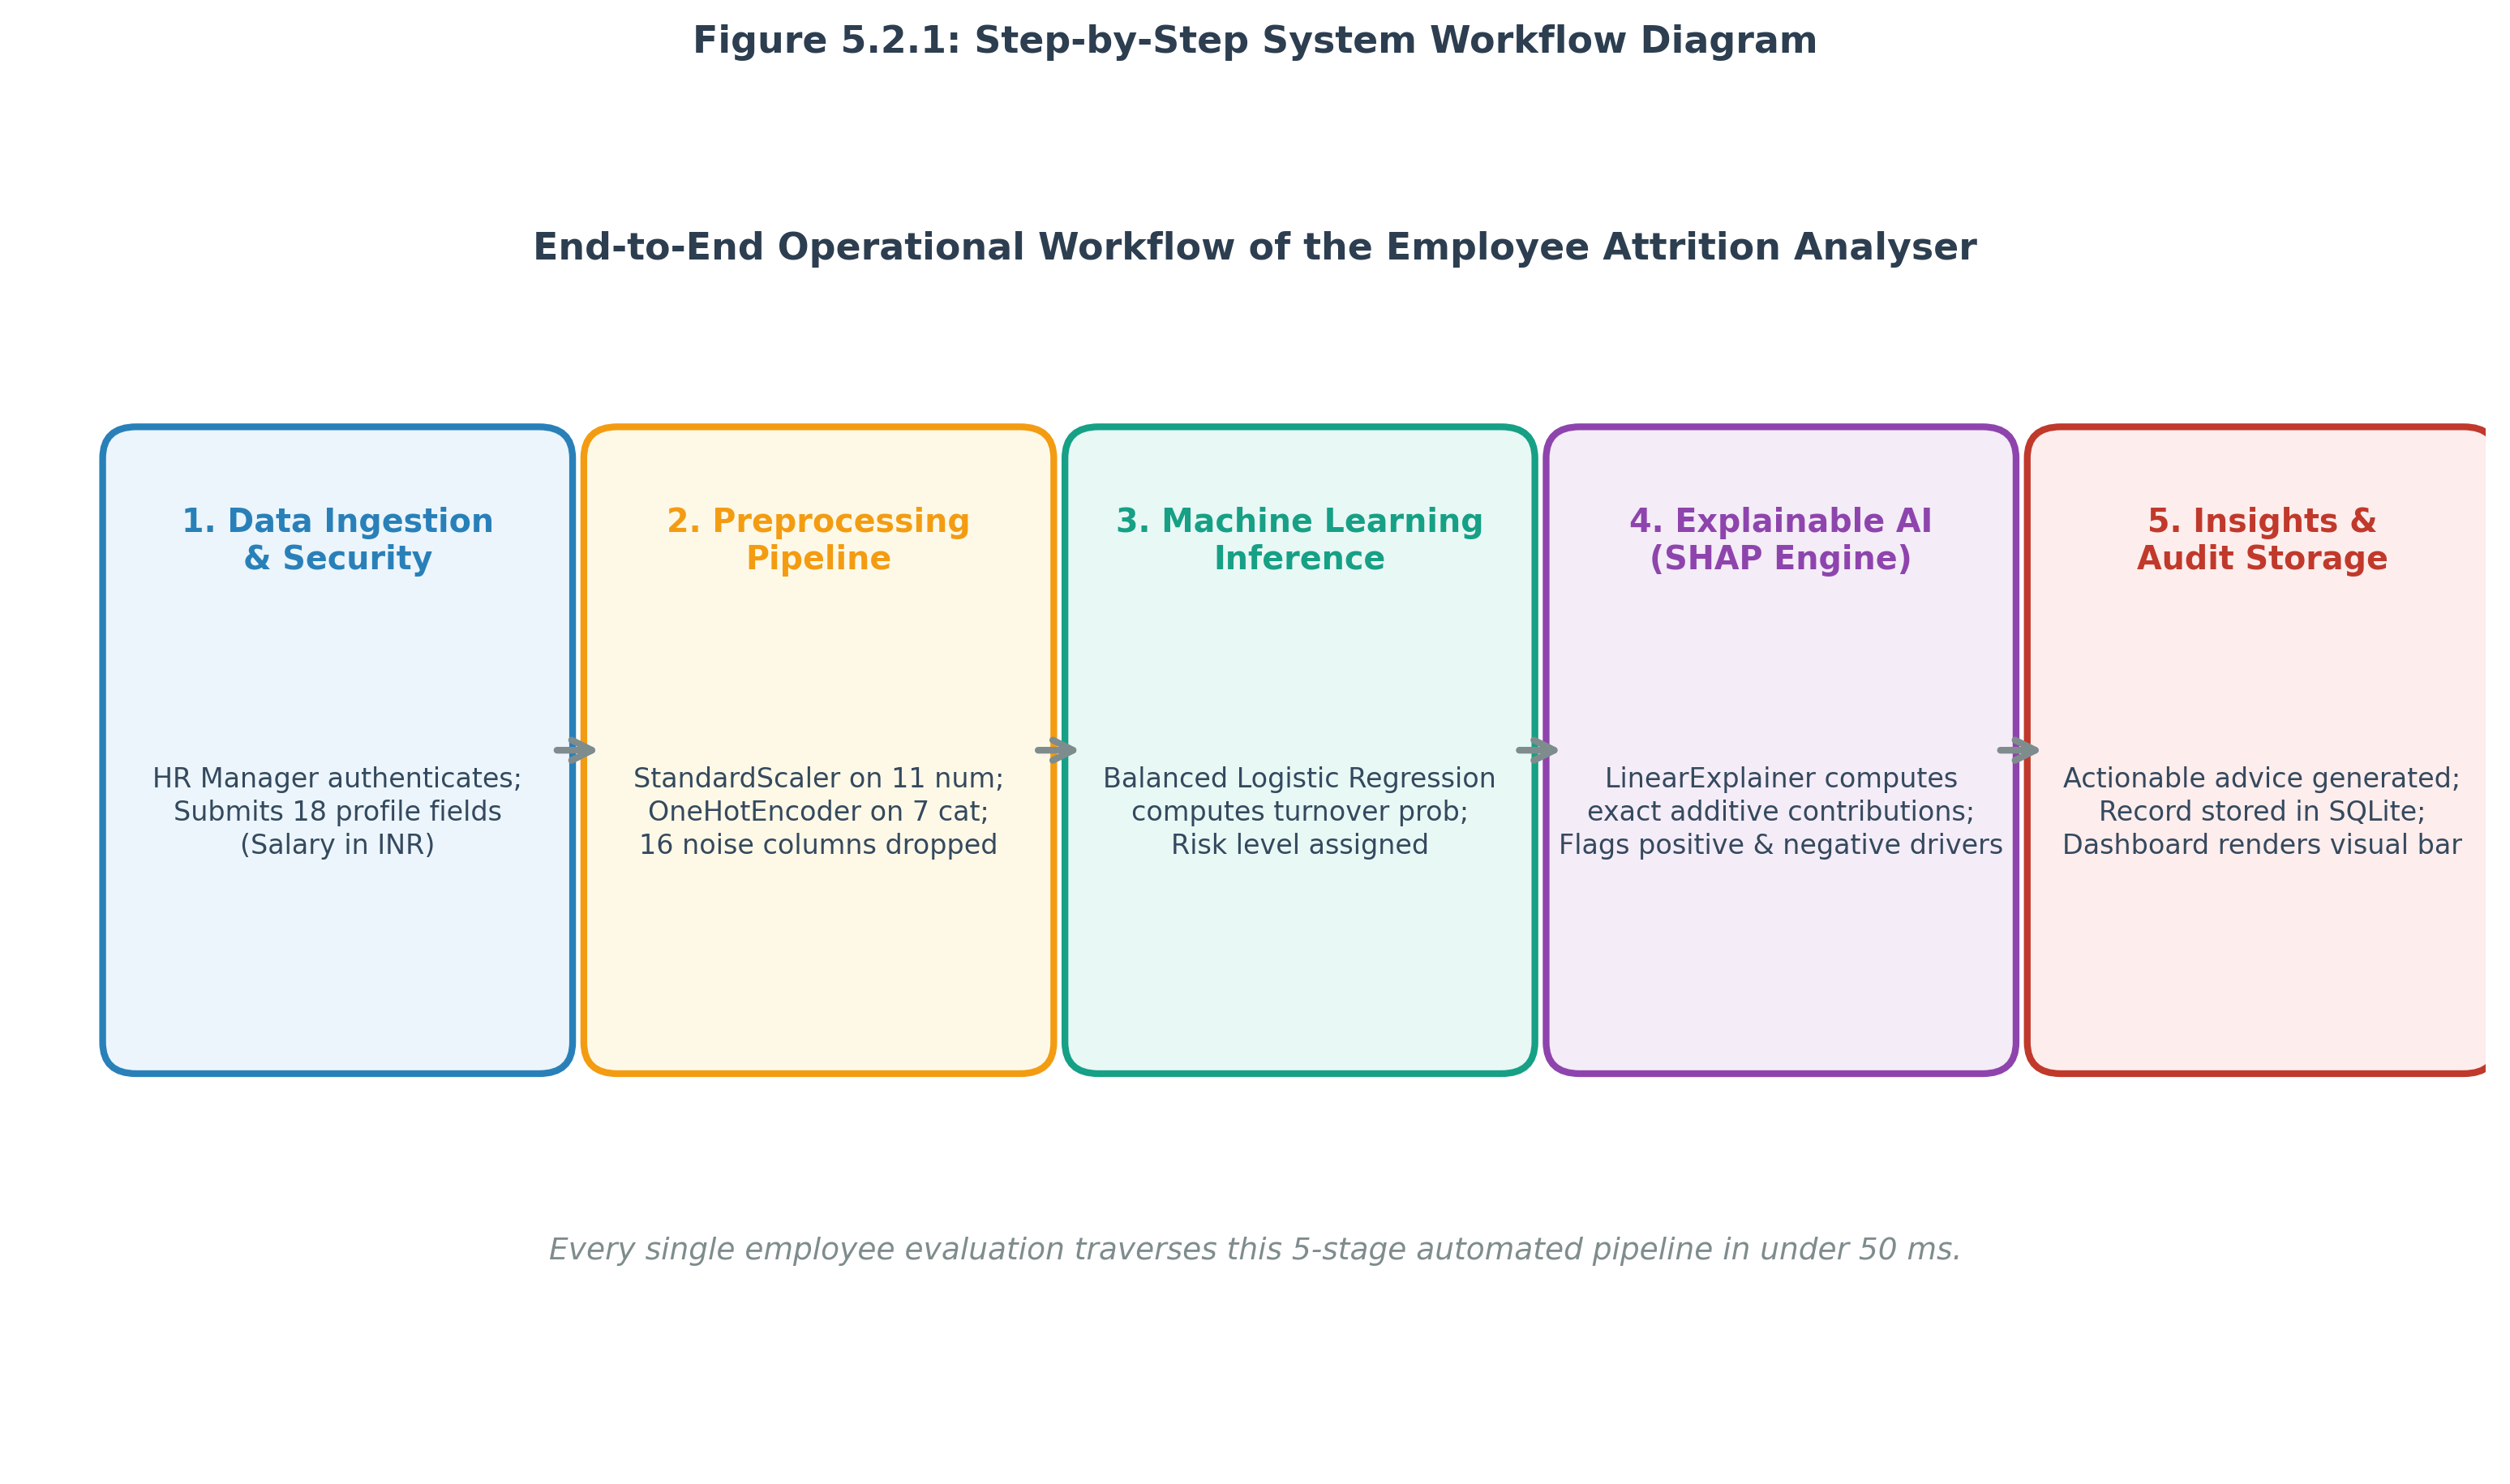 Figure 5.2.1: Step-by-Step System Workflow Diagram
End-to-End Operational Workflow of the Employee Attrition Analyser
1. Data Ingestion
& Security
HR Manager authenticates;
Submits 18 profile fields
(Salary in INR)
2. Preprocessing
Pipeline
StandardScaler on 11 num;
OneHotEncoder on 7 cat;
16 noise columns dropped
3. Machine Learning
Inference
Balanced Logistic Regression
computes turnover prob;
Risk level assigned
4. Explainable AI
(SHAP Engine)
LinearExplainer computes
exact additive contributions;
Flags positive & negative drivers
5. Insights &
Audit Storage
Actionable advice generated;
Record stored in SQLite;
Dashboard renders visual bar
Every single employee evaluation traverses this 5-stage automated pipeline in under 50 ms.